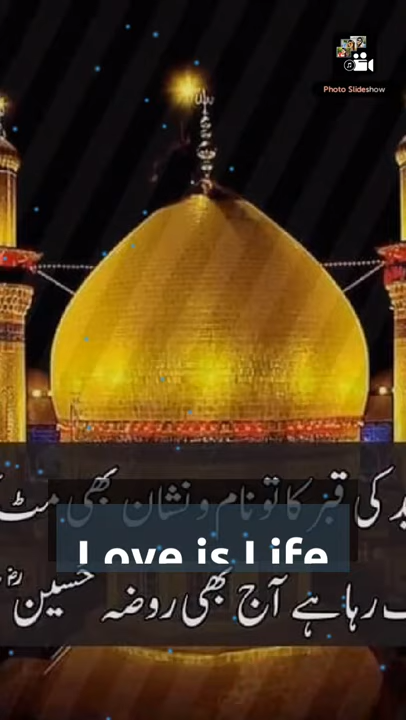 Photo Slideshow
کی قبر کا تو نام و نشان بھی مٹ
Love is Life
رہا ہے آج بھی روضہ حسینؓ